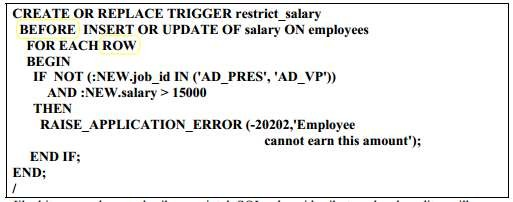 CREATE OR REPLACE TRIGGER restrict_salary
BEFORE INSERT OR UPDATE OF salary ON employees
FOR EACH ROW
BEGIN
IF NOT (:NEW.job_id IN ('AD_PRES', 'AD_VP'))
AND :NEW.salary > 15000
THEN
RAISE_APPLICATION_ERROR (-20202,'Employee
cannot earn this amount');
END IF;
END;
/